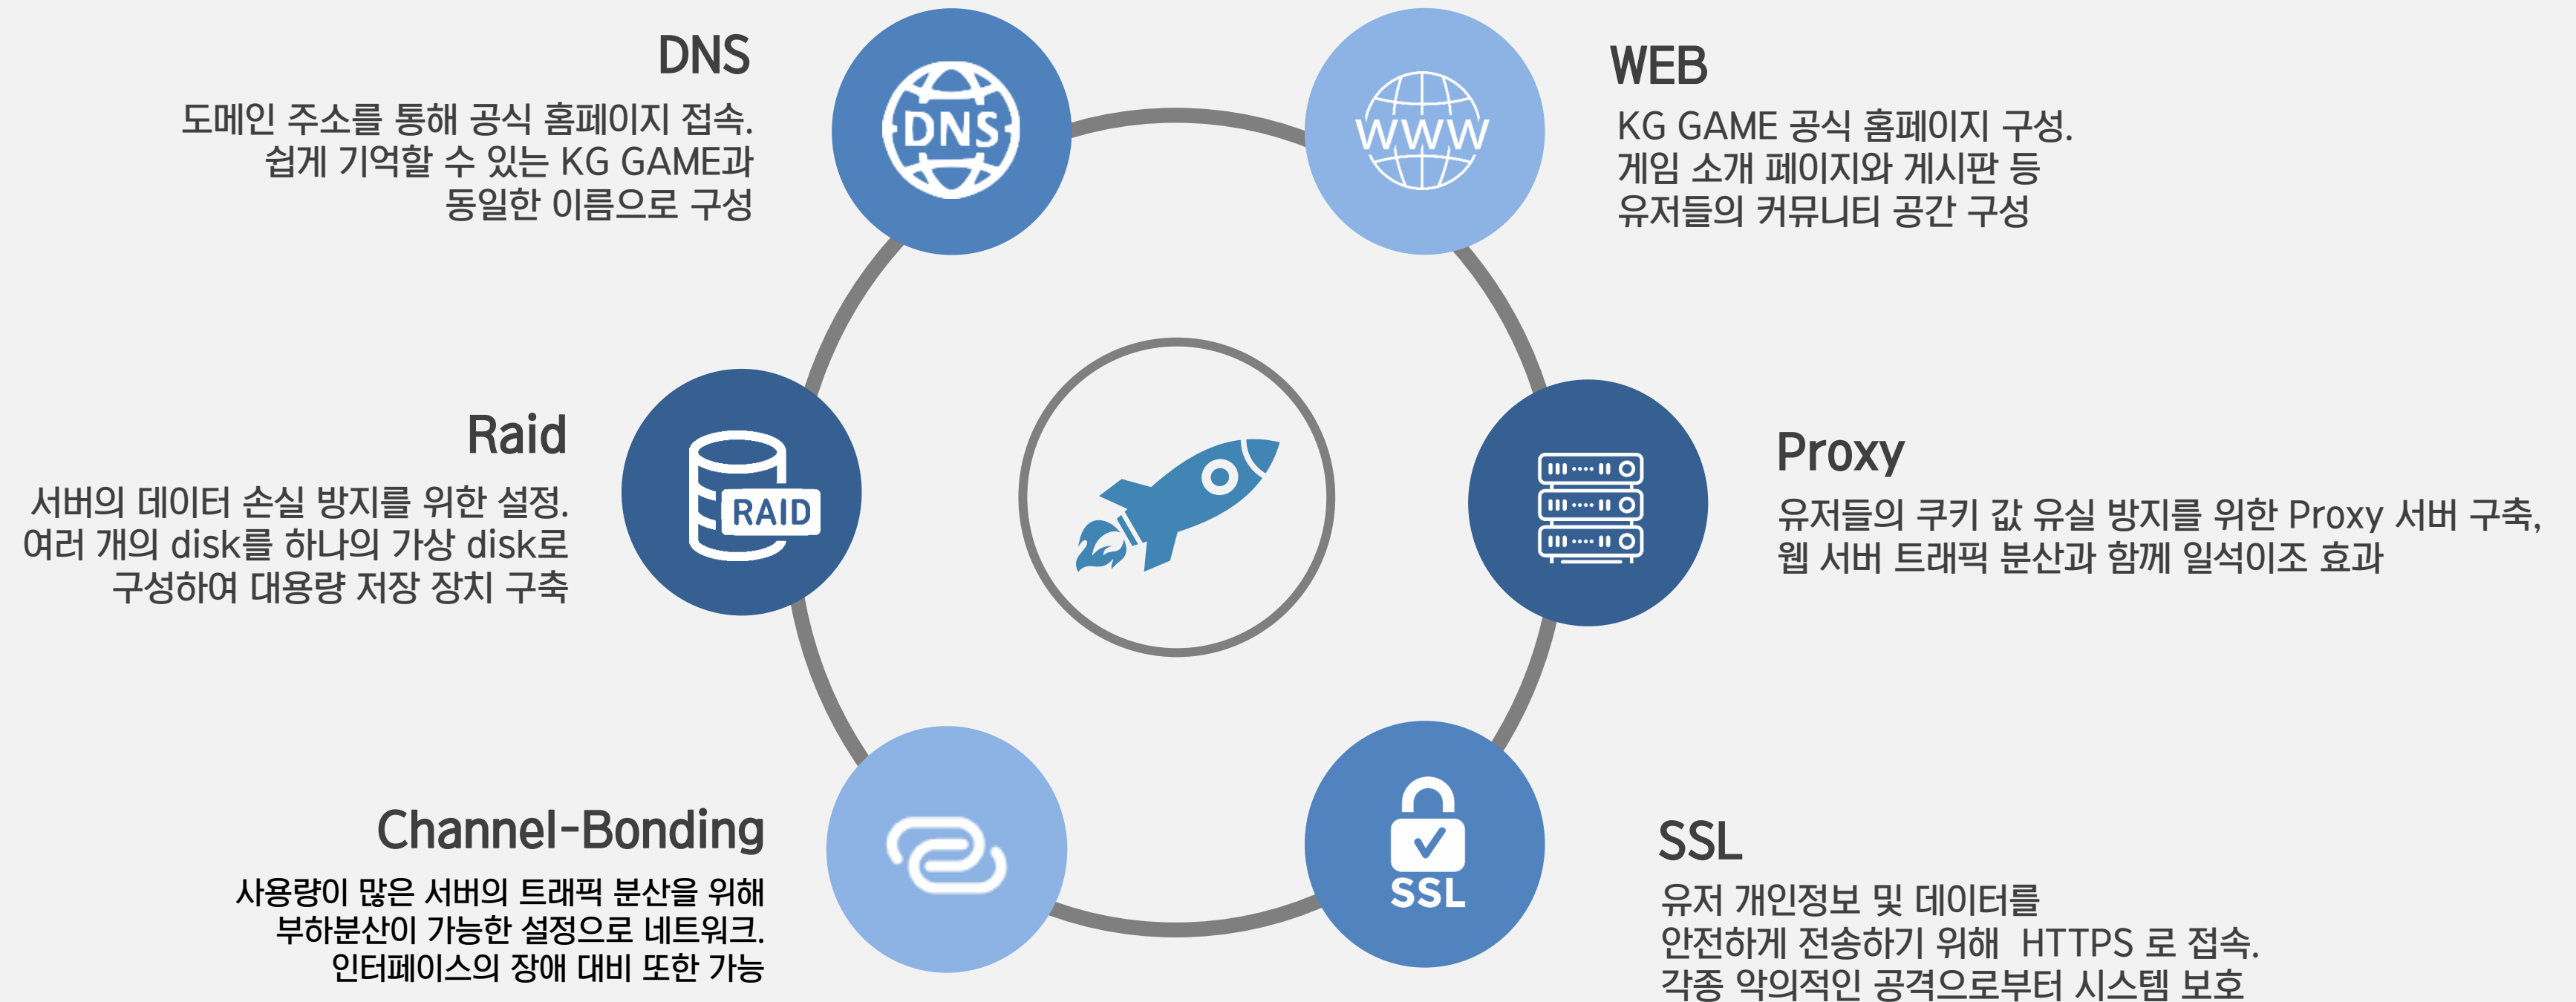 DNS
도메인 주소를 통해 공식 홈페이지 접속.
쉽게 기억할 수 있는 KG GAME과
동일한 이름으로 구성
DNS
WWW
WEB
KG GAME 공식 홈페이지 구성.
게임 소개 페이지와 게시판 등
유저들의 커뮤니티 공간 구성
Raid
서버의 데이터 손실 방지를 위한 설정.
여러 개의 disk를 하나의 가상 disk로
구성하여 대용량 저장 장치 구축
RAID
Proxy
유저들의 쿠키 값 유실 방지를 위한 Proxy 서버 구축,
웹 서버 트래픽 분산과 함께 일석이조 효과
Channel-Bonding
사용량이 많은 서버의 트래픽 분산을 위해
부하분산이 가능한 설정으로 네트워크.
인터페이스의 장애 대비 또한 가능
SSL
SSL
유저 개인정보 및 데이터를
안전하게 전송하기 위해  HTTPS 로 접속.
각종 악의적인 공격으로부터 시스템 보호